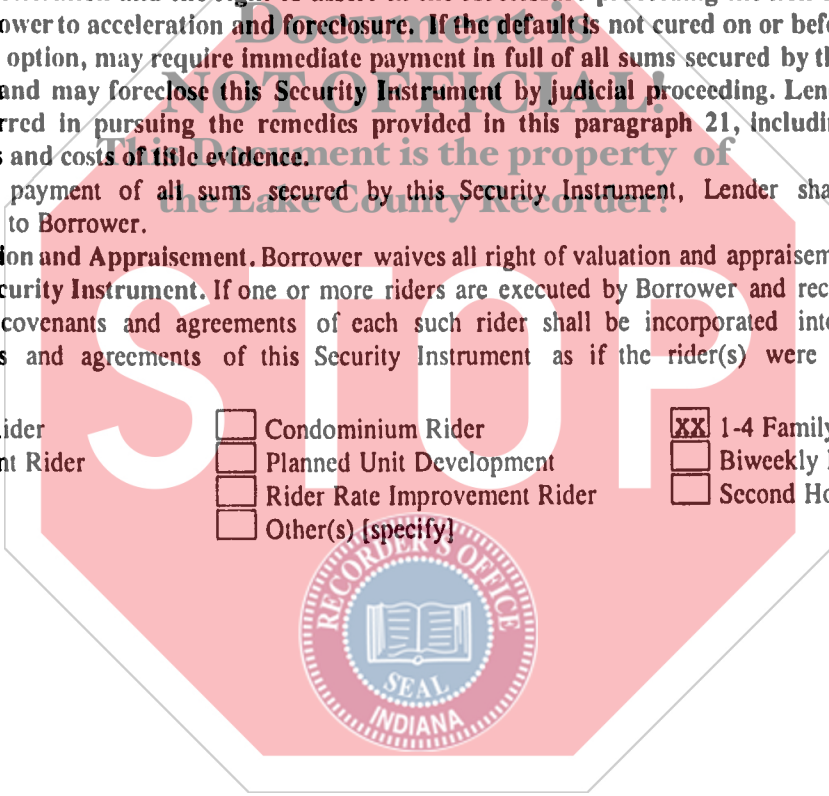 ower to acceleration and foreclosure. If the default is not cured on or befo
option, may require immediate payment in full of all sums secured by th
and may foreclose this Security Instrument by judicial proceeding. Len
rred in pursuing the remedies provided in this paragraph 21, includin
s and costs of title evidence.
payment of all sums secured by this Security Instrument, Lender sha
to Borrower.
ion and Appraisement. Borrower waives all right of valuation and appraisem
curity Instrument. If one or more riders are executed by Borrower and rec
covenants and agreements of each such rider shall be incorporated int
s and agreements of this Security Instrument as if the rider(s) were
ider
Condominium Rider
XX 1-4 Family
nt Rider
Planned Unit Development
Biweekly
Rider Rate Improvement Rider
Second Ho
Other(s) [specify]
Document is
NOT OFFICIAL!
This Document is the property of
the Lake County Recorder!
STOP
RECORDER'S OFFICE
SEAL
INDIANA